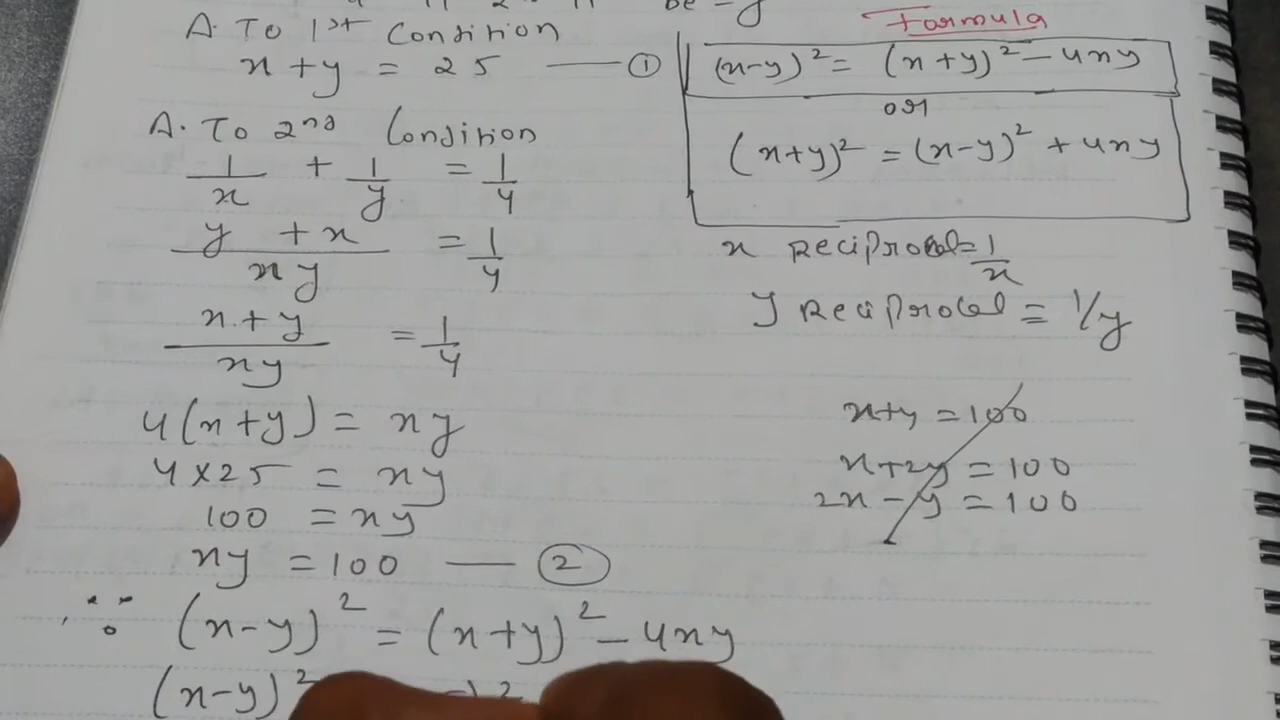 be - y
A. To 1st Condition
x + y = 25 —— ①
A. To 2nd Condition
1/x + 1/y = 1/4
y + x / xy = 1/4
x + y / xy = 1/4
4(x+y) = xy
4 × 25 = xy
100 = xy
xy = 100 —— ②
∵ (x-y)² = (x+y)² - 4xy
(x-y)²
Formula
(x-y)² = (x+y)² - 4xy
or
(x+y)² = (x-y)² + 4xy
x Reciprocal = 1/x
y Reciprocal = 1/y
x+y = 100
x+2y = 100
2x - y = 100